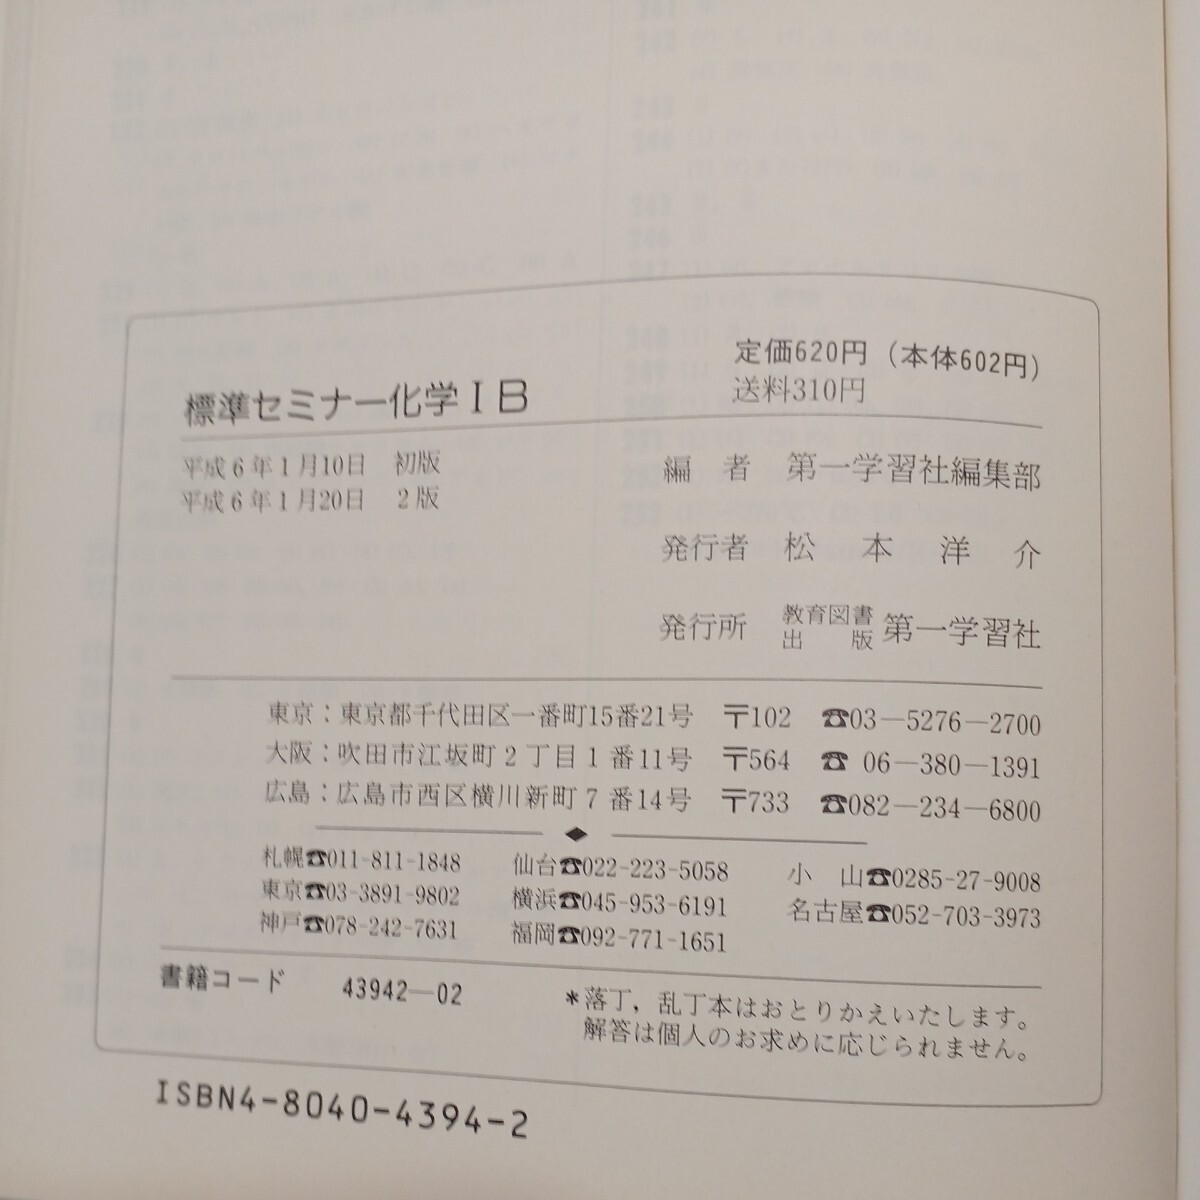 定価620円（本体602円）
送料310円
標準セミナー化学ⅠB
平成6年1月10日　初版
平成6年1月20日　2版
編　者　第一学習社編集部
発行者　松　本　洋　介
発行所　教育図書出版　第一学習社
東京：東京都千代田区一番町15番21号　〒102　☎03―5276―2700
大阪：吹田市江坂町2丁目1番11号　〒564　☎ 06―380―1391
広島：広島市西区横川新町7番14号　〒733　☎082―234―6800
札幌☎011-811-1848　仙台☎022-223-5058　小　山☎0285-27-9008
東京☎03-3891-9802　横浜☎045-953-6191　名古屋☎052-703-3973
神戸☎078-242-7631　福岡☎092-771-1651
書籍コード　43942―02
＊落丁，乱丁本はおとりかえいたします。
解答は個人のお求めに応じられません。
ISBN4-8040-4394-2